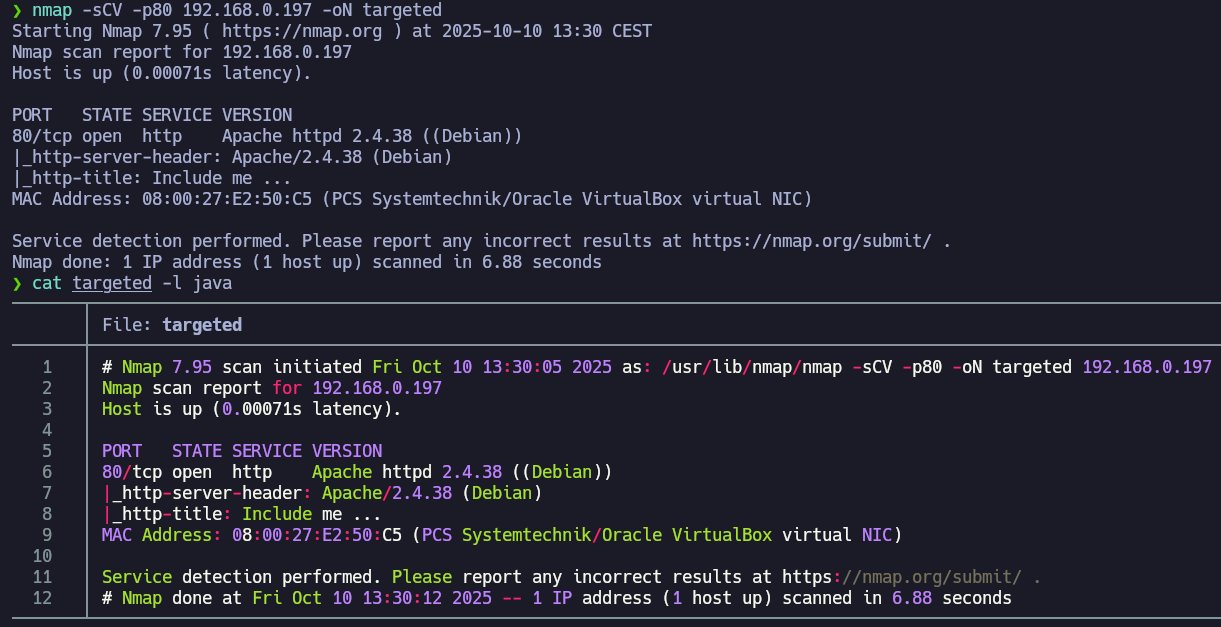 ❯ nmap -sCV -p80 192.168.0.197 -oN targeted
Starting Nmap 7.95 ( https://nmap.org ) at 2025-10-10 13:30 CEST
Nmap scan report for 192.168.0.197
Host is up (0.00071s latency).
PORT   STATE SERVICE VERSION
80/tcp open  http    Apache httpd 2.4.38 ((Debian))
|_http-server-header: Apache/2.4.38 (Debian)
|_http-title: Include me ...
MAC Address: 08:00:27:E2:50:C5 (PCS Systemtechnik/Oracle VirtualBox virtual NIC)
Service detection performed. Please report any incorrect results at https://nmap.org/submit/ .
Nmap done: 1 IP address (1 host up) scanned in 6.88 seconds
❯ cat targeted -l java
File: targeted
1 # Nmap 7.95 scan initiated Fri Oct 10 13:30:05 2025 as: /usr/lib/nmap/nmap -sCV -p80 -oN targeted 192.168.0.197
2 Nmap scan report for 192.168.0.197
3 Host is up (0.00071s latency).
4
5 PORT   STATE SERVICE VERSION
6 80/tcp open  http    Apache httpd 2.4.38 ((Debian))
7 |_http-server-header: Apache/2.4.38 (Debian)
8 |_http-title: Include me ...
9 MAC Address: 08:00:27:E2:50:C5 (PCS Systemtechnik/Oracle VirtualBox virtual NIC)
10
11 Service detection performed. Please report any incorrect results at https://nmap.org/submit/ .
12 # Nmap done at Fri Oct 10 13:30:12 2025 -- 1 IP address (1 host up) scanned in 6.88 seconds